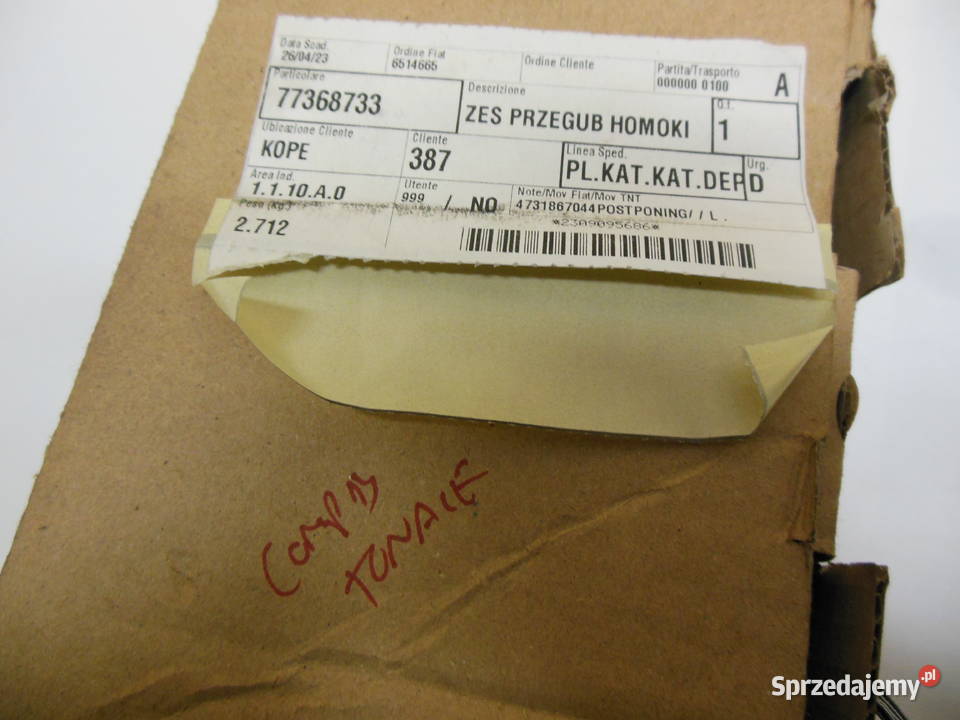 Data Sped.
26/04/23
Ordine Fiat
6514665
Ordine Cliente
Partita/Trasporto
000000 0100
A
Particolare
77368733
Descrizione
ZES PRZEGUB HOMOKI
Q.t.
1
Ubicazione Cliente
KOPE
Cliente
387
Linea Sped.
PL.KAT.KAT.DEP
Urg.
D
Area Ind.
1.1.10.A.0
Utente
999 / NO
Note/Mov Fiat/Mov TNT
4731867044POSTPONING/ / L .
Peso (Kg.)
2.712
*2309095686*
TONALE
Sprzedajemy.pl